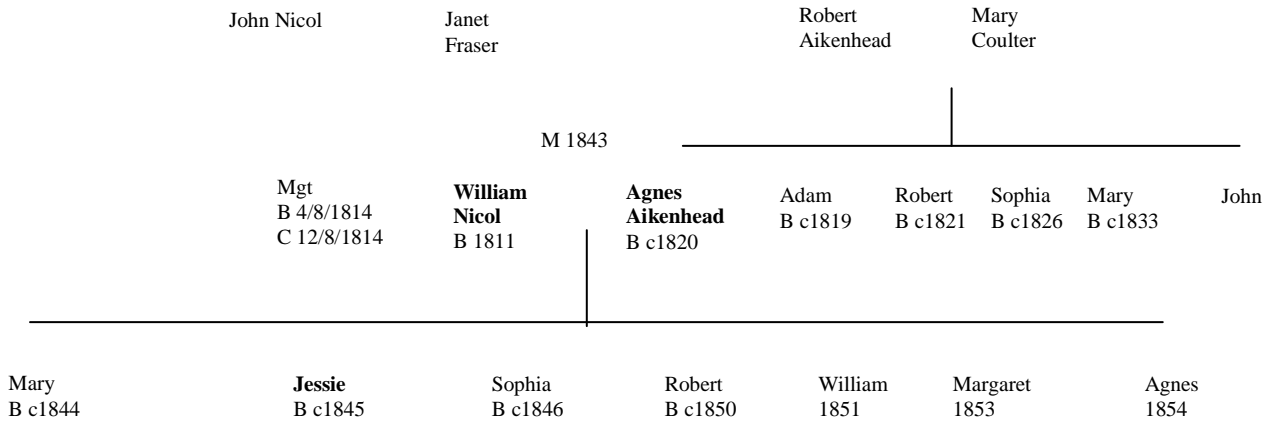 John Nicol
Janet
Fraser
Robert
Aikenhead
Mary
Coulter
M 1843
Mgt
B 4/8/1814
C 12/8/1814
William
Nicol
B 1811
Agnes
Aikenhead
B c1820
Adam
B c1819
Robert
B c1821
Sophia
B c1826
Mary
B c1833
John
Mary
B c1844
Jessie
B c1845
Sophia
B c1846
Robert
B c1850
William
1851
Margaret
1853
Agnes
1854